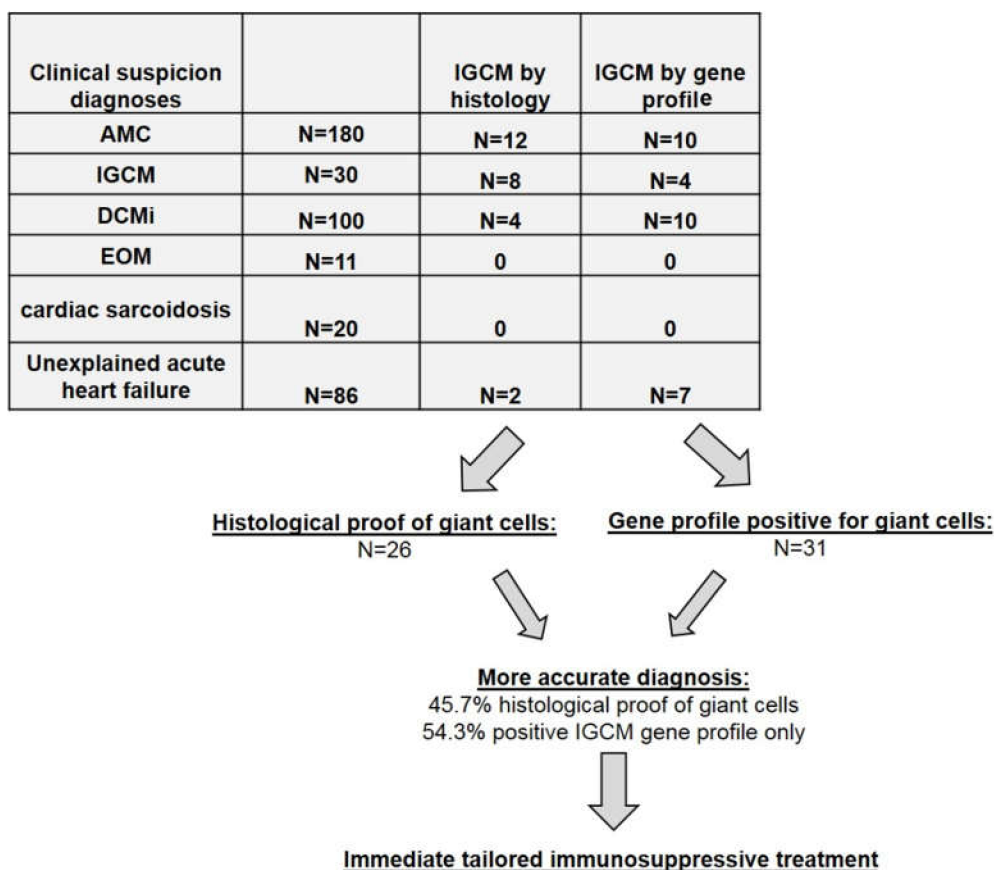 Clinical suspicion
diagnoses
IGCM by
histology
IGCM by gene
profile
AMC N=180 N=12 N=10
IGCM N=30 N=8 N=4
DCMi N=100 N=4 N=10
EOM N=11 0 0
cardiac sarcoidosis N=20 0 0
Unexplained acute
heart failure N=86 N=2 N=7
Histological proof of giant cells:
N=26
Gene profile positive for giant cells:
N=31
More accurate diagnosis:
45.7% histological proof of giant cells
54.3% positive IGCM gene profile only
Immediate tailored immunosuppressive treatment